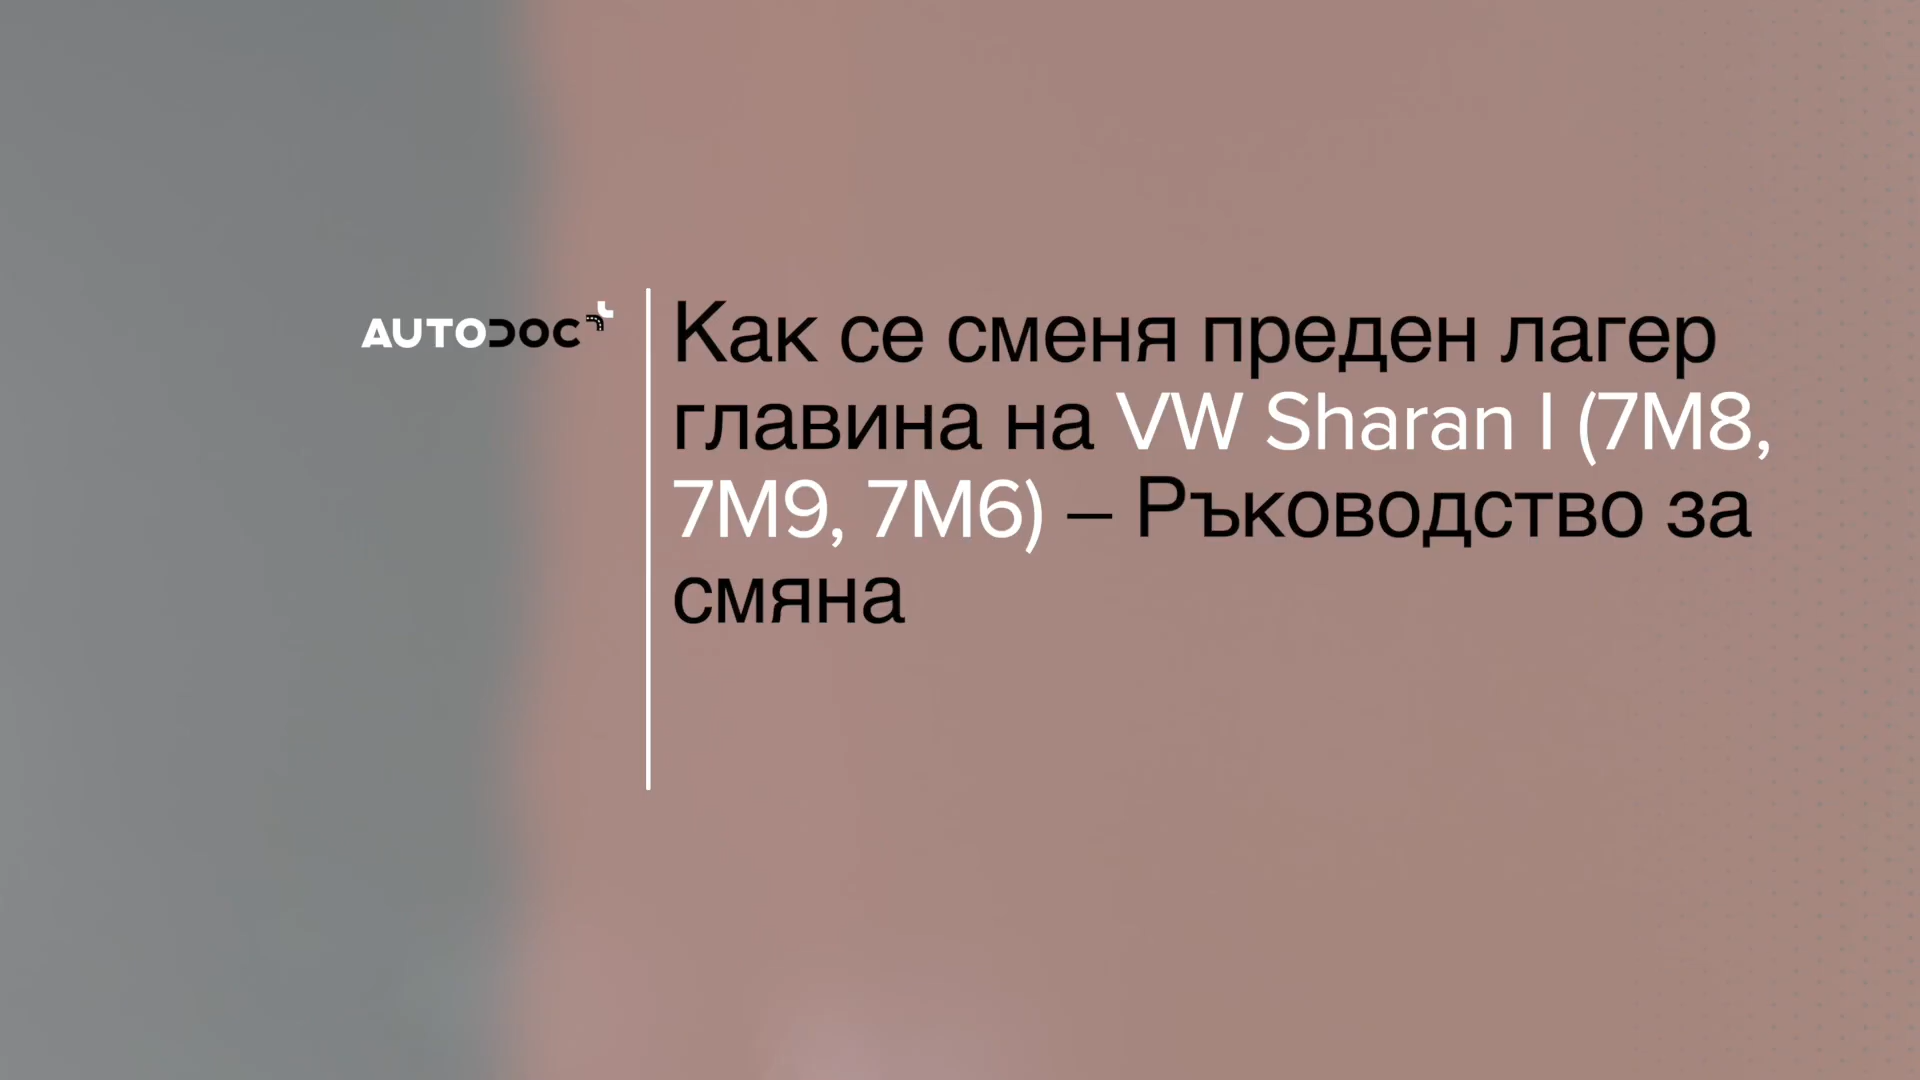 AUTODOC
Как се сменя преден лагер
главина на VW Sharan I (7M8,
7M9, 7M6) – Ръководство за
смяна